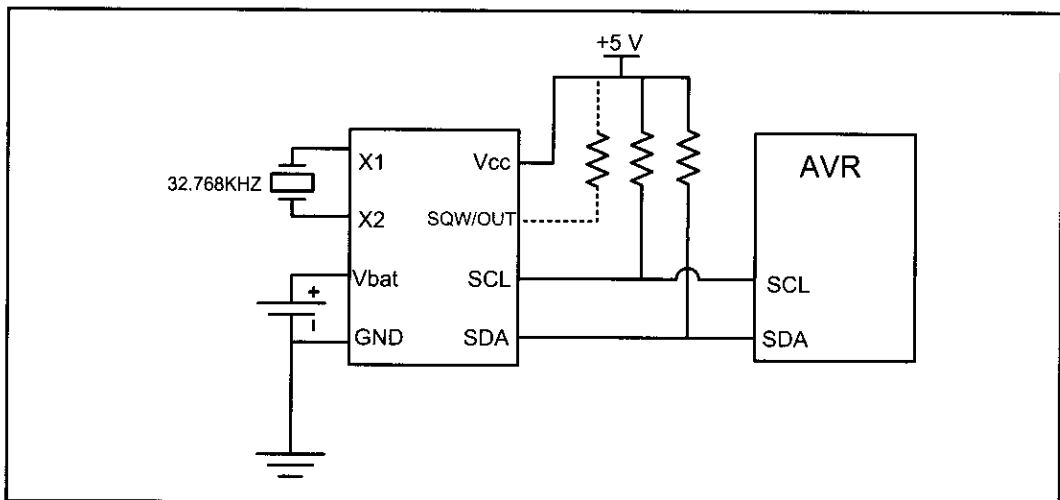 +5 V
X1
Vcc
AVR
32.768KHZ
X2
SQW/OUT
Vbat
+
-
SCL
SCL
GND
SDA
SDA